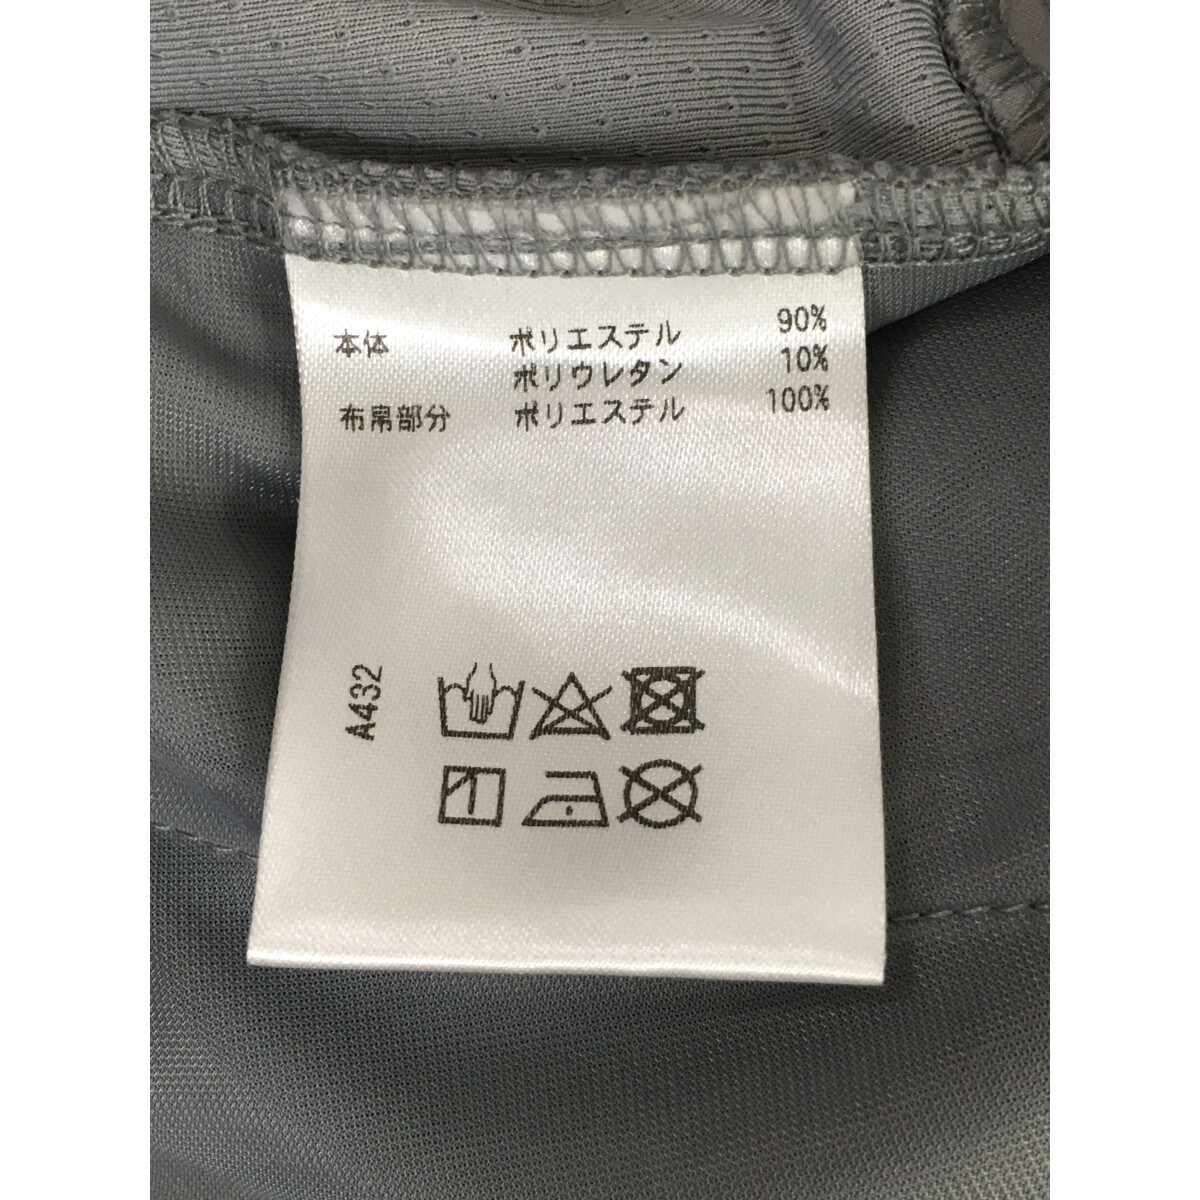 本体 ポリエステル 90%
ポリウレタン 10%
布帛部分 ポリエステル 100%
A432